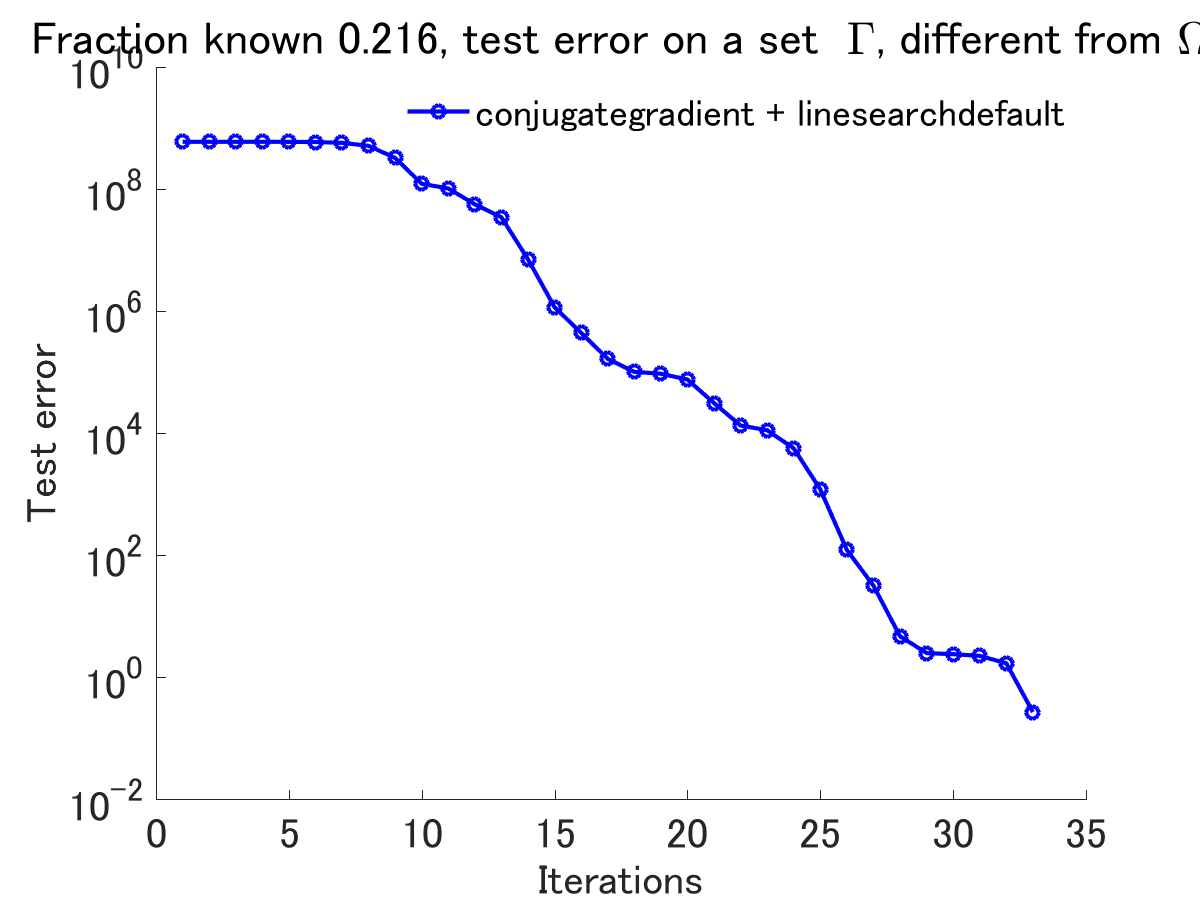 Fraction known 0.216, test error on a set Γ, different from Ω
conjugategradient + linesearchdefault
10^10
10^8
10^6
10^4
10^2
10^0
10^-2
Test error
0 5 10 15 20 25 30 35
Iterations